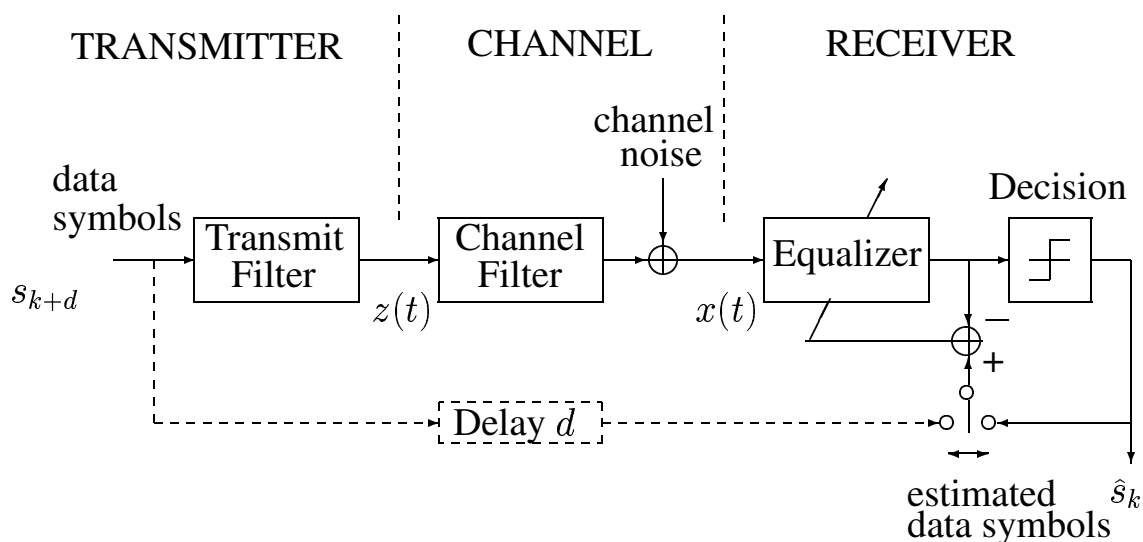 TRANSMITTER CHANNEL RECEIVER
channel
noise
data
symbols
Decision
Transmit
Filter
Channel
Filter
Equalizer
s_{k+d}
z(t)
x(t)
−
+
Delay d
estimated
data symbols
ŝ_k